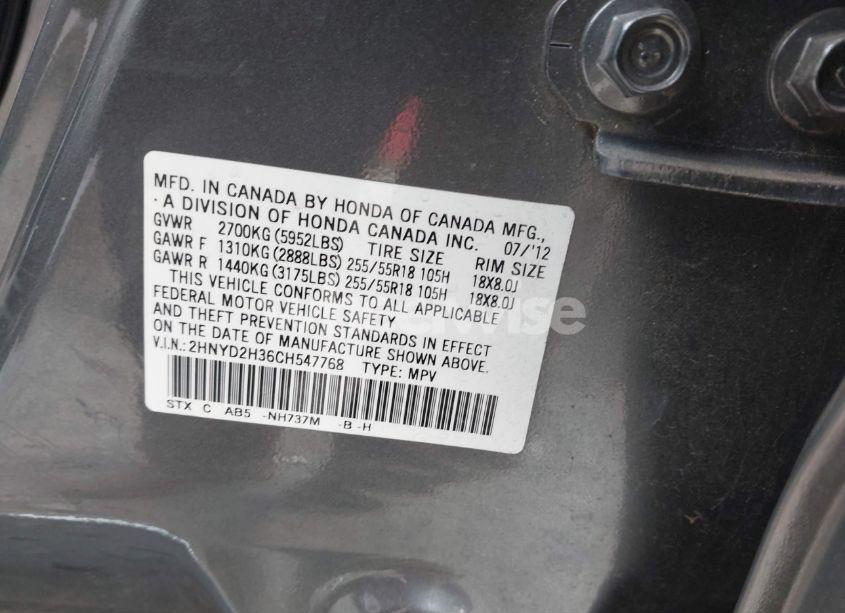 MFD. IN CANADA BY HONDA OF CANADA MFG.,
· A DIVISION OF HONDA CANADA INC. 07/'12
GVWR 2700KG (5952LBS) TIRE SIZE RIM SIZE
GAWR F 1310KG (2888LBS) 255/55R18 105H 18X8.0J
GAWR R 1440KG (3175LBS) 255/55R18 105H 18X8.0J
THIS VEHICLE CONFORMS TO ALL APPLICABLE
FEDERAL MOTOR VEHICLE SAFETY
AND THEFT PREVENTION STANDARDS IN EFFECT
ON THE DATE OF MANUFACTURE SHOWN ABOVE.
V.I.N.: 2HNYD2H36CH547768 TYPE: MPV
STX C AB5 -NH737M -B -H